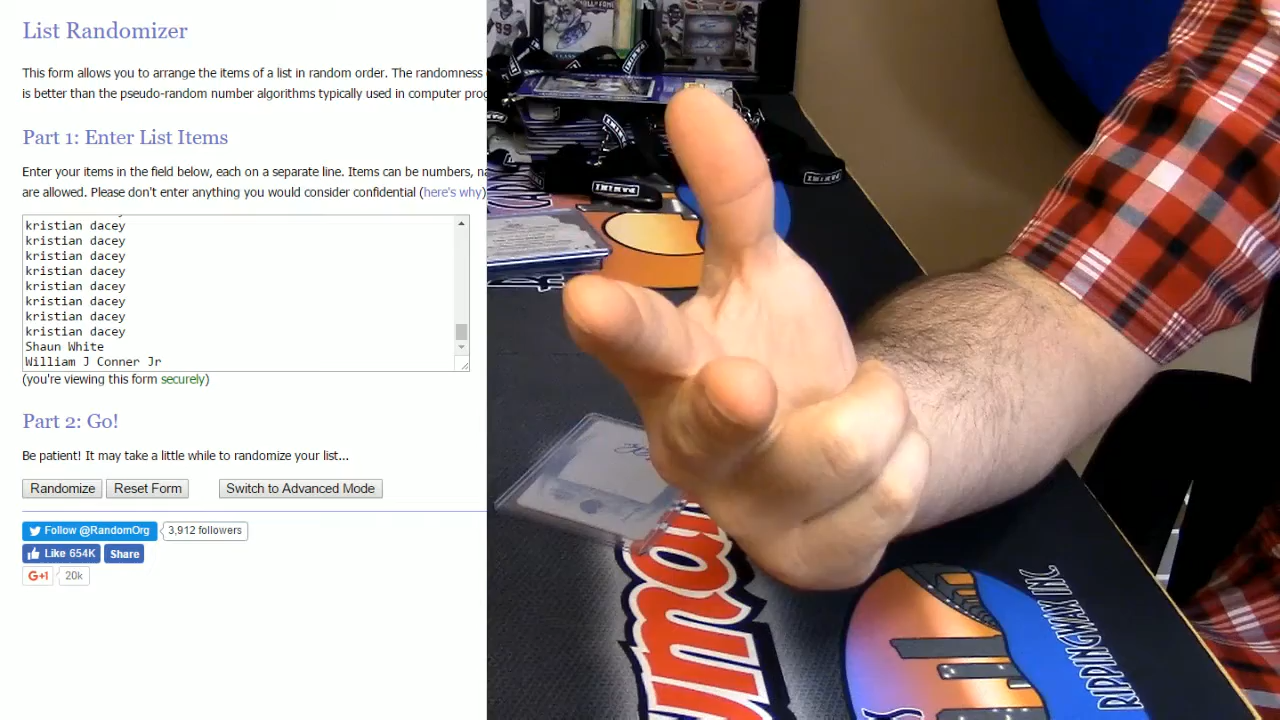 List Randomizer
This form allows you to arrange the items of a list in random order. The randomness
is better than the pseudo-random number algorithms typically used in computer prog
Part 1: Enter List Items
Enter your items in the field below, each on a separate line. Items can be numbers, na
are allowed. Please don't enter anything you would consider confidential (here's why)
kristian dacey
kristian dacey
kristian dacey
kristian dacey
kristian dacey
kristian dacey
kristian dacey
kristian dacey
Shaun White
William J Conner Jr
(you're viewing this form securely)
Part 2: Go!
Be patient! It may take a little while to randomize your list...
Randomize
Reset Form
Switch to Advanced Mode
Follow @RandomOrg
3,912 followers
Like 654K
Share
G+1
20k
99
PANINI
PANINI
PANINI
PANINI
RIPPINGWAX INC.